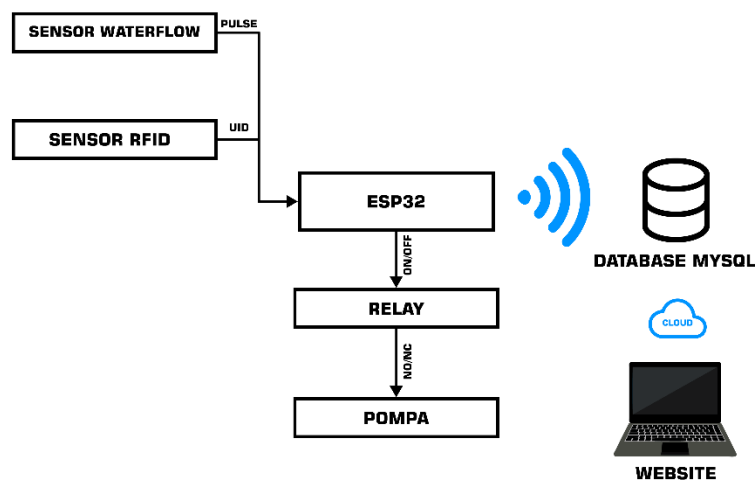 SENSOR WATERFLOW
PULSE
SENSOR RFID
UID
ESP32
ON/OFF
RELAY
NO/NC
POMPA
DATABASE MYSQL
CLOUD
WEBSITE